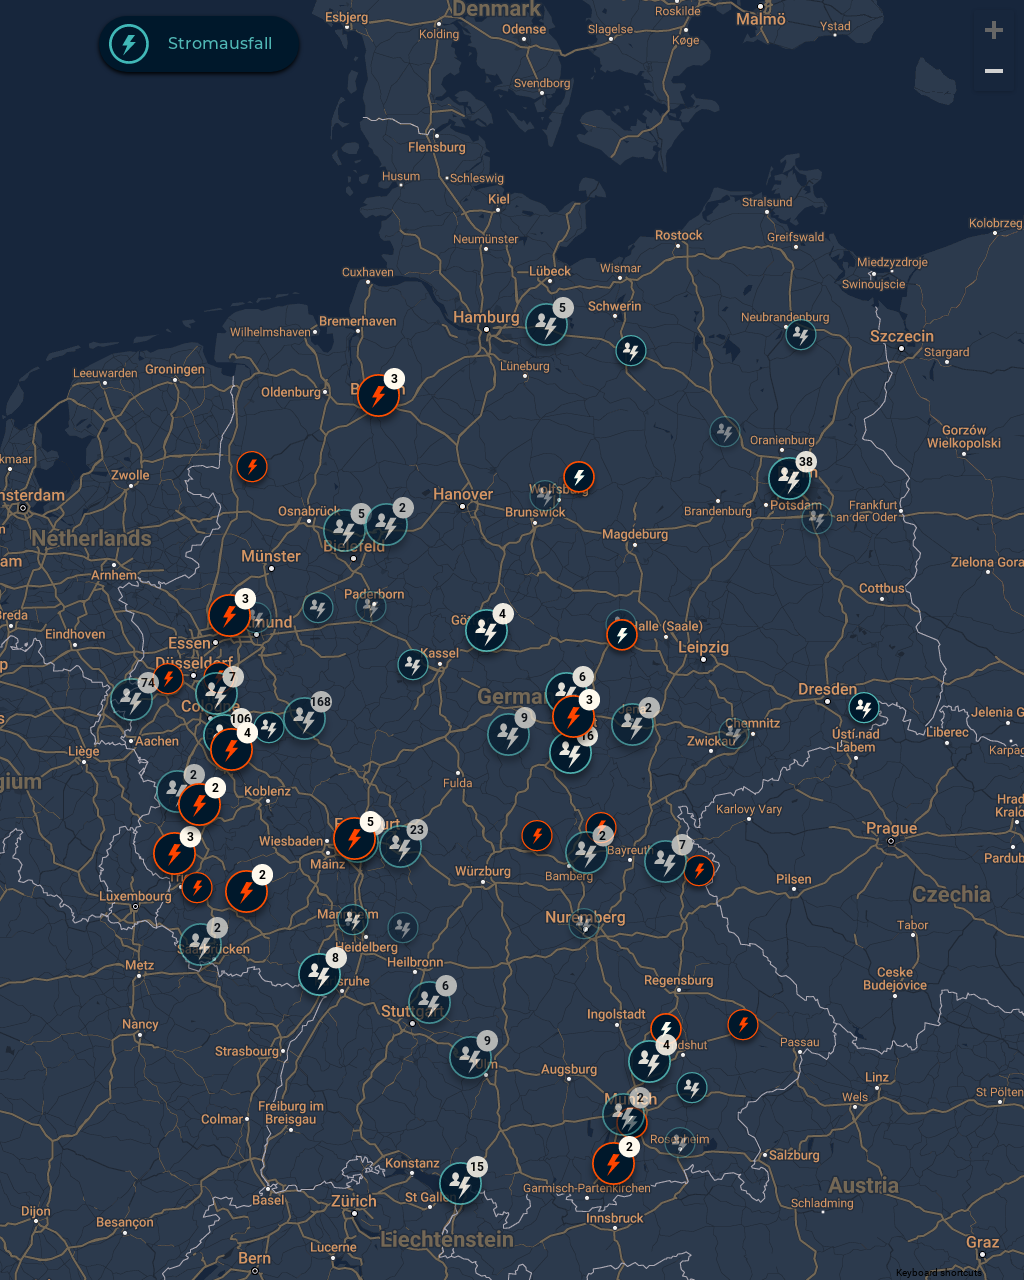 Denmark
Esbjerg
Kolding
Odense
Slagelse
Roskilde
Køge
Malmö
Ystad
Stromausfall
Svendborg
Flensburg
Husum
Schleswig
Kiel
Stralsund
Neumünster
Rostock
Greifswald
Kolobrzeg
Cuxhaven
Lübeck
Wismar
Miedzyzdroje
Swinoujscie
Hamburg
5
Schwerin
Neubrandenburg
Bremerhaven
Wilhelmshaven
Szczecin
Stargard
Groningen
Leeuwarden
Lüneburg
3
Oldenburg
Oranienburg
Gorzów
Wielkopolski
kmaar
Zwolle
38
nsterdam
Hanover
Wolfsburg
Brunswick
Brandenburg
Potsdam
Frankfurt
an der Oder
Osnabrück
5
2
Netherlands
Bielefeld
Magdeburg
Münster
am
Arnhem
Zielona Gora
Cottbus
Paderborn
3
mund
4
Breda
Eindhoven
Essen
Gö
alle (Saale)
Leipzig
Kassel
p
Düsseldorf
7
6
74
Dresden
German
3
168
2
9
Colog
106
4
16
Chemnitz
Zwickau
Jelenia G
Ústí nad
Labem
Liberec
Karpac
Aachen
Liège
gium
2
2
Koblenz
Fulda
Karlovy Vary
Hrad
Kralo
5
23
Wiesbaden
Mainz
3
2
7
Prague
Pardub
Bayreuth
Bamberg
Würzburg
Pilsen
2
Luxembourg
Czechia
Mannheim
Nuremberg
Tabor
2
Saarbrücken
Heidelberg
8
Heilbronn
Metz
sruhe
Regensburg
Ceske
Budejovice
6
Stuttgart
Ingolstadt
Nancy
Strasbourg
9
4
dshut
Passau
Ulm
Augsburg
Linz
Wels
St Pölten
2
Munich
Colmar
Freiburg im
Breisgau
Rosenheim
2
Salzburg
Konstanz
15
Garmisch-Partenkirchen
Austria
Basel
Zürich
St Gallen
Schladming
Dijon
Besançon
Innsbruck
Liechtenstein
Lucerne
Bern
Graz
Keyboard shortcuts